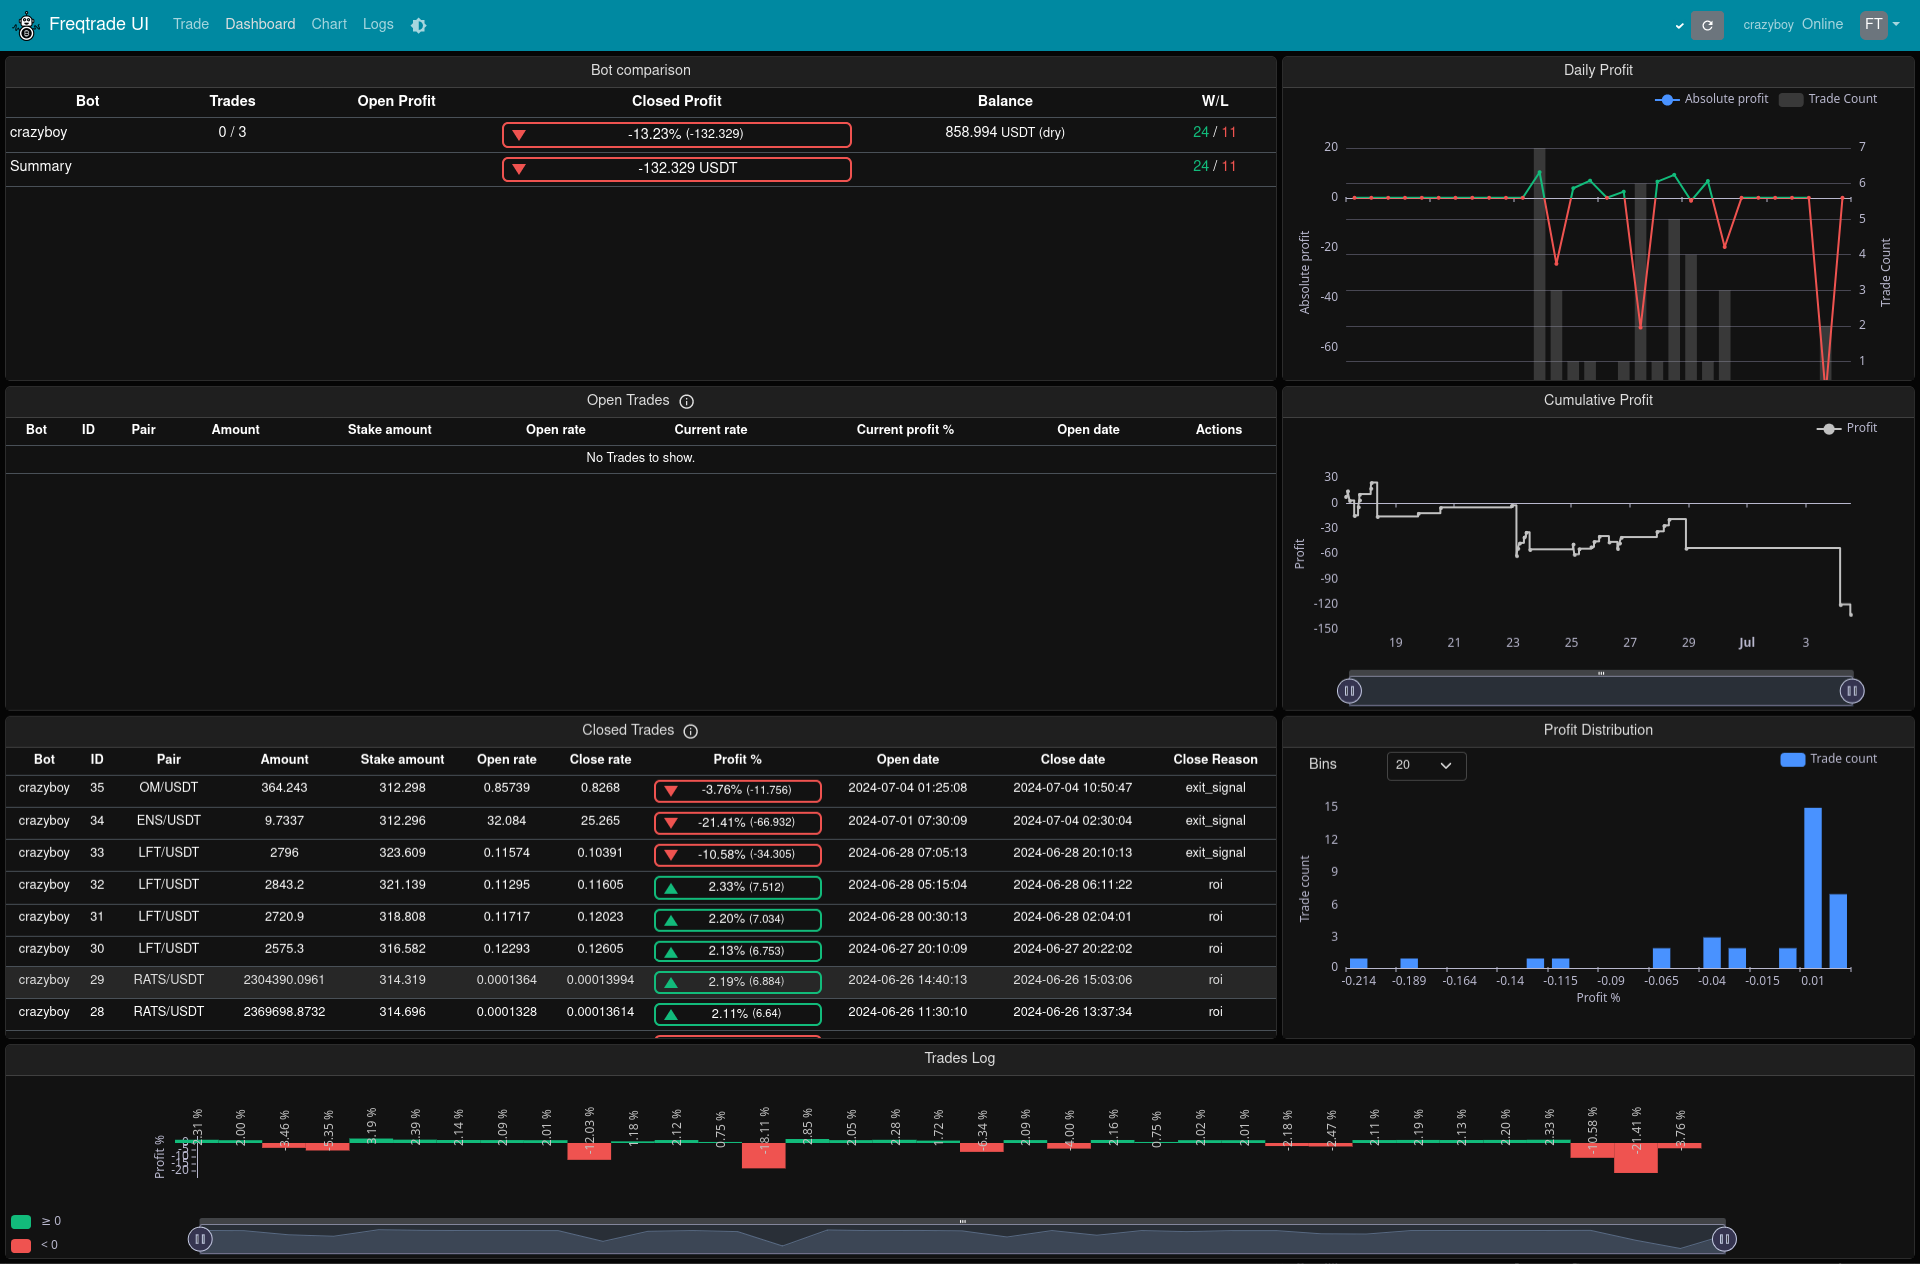 Freqtrade UI Trade Dashboard Chart Logs crazyboy Online FT
Bot comparison
Bot Trades Open Profit Closed Profit Balance W/L
crazyboy 0 / 3 -13.23% (-132.329) 858.994 USDT (dry) 24 / 11
Summary -132.329 USDT 24 / 11
Daily Profit
Absolute profit Trade Count
20
0
-20
-40
-60
7
6
5
4
3
2
1
Absolute profit
Trade Count
Open Trades
Bot ID Pair Amount Stake amount Open rate Current rate Current profit % Open date Actions
No Trades to show.
Cumulative Profit
Profit
30
0
-30
-60
-90
-120
-150
Profit
19 21 23 25 27 29 Jul 3
Closed Trades
Bot ID Pair Amount Stake amount Open rate Close rate Profit % Open date Close date Close Reason
crazyboy 35 OM/USDT 364.243 312.298 0.85739 0.8268 -3.76% (-11.756) 2024-07-04 01:25:08 2024-07-04 10:50:47 exit_signal
crazyboy 34 ENS/USDT 9.7337 312.296 32.084 25.265 -21.41% (-66.932) 2024-07-01 07:30:09 2024-07-04 02:30:04 exit_signal
crazyboy 33 LFT/USDT 2796 323.609 0.11574 0.10391 -10.58% (-34.305) 2024-06-28 07:05:13 2024-06-28 20:10:13 exit_signal
crazyboy 32 LFT/USDT 2843.2 321.139 0.11295 0.11605 2.33% (7.512) 2024-06-28 05:15:04 2024-06-28 06:11:22 roi
crazyboy 31 LFT/USDT 2720.9 318.808 0.11717 0.12023 2.20% (7.034) 2024-06-28 00:30:13 2024-06-28 02:04:01 roi
crazyboy 30 LFT/USDT 2575.3 316.582 0.12293 0.12605 2.13% (6.753) 2024-06-27 20:10:09 2024-06-27 20:22:02 roi
crazyboy 29 RATS/USDT 2304390.0961 314.319 0.0001364 0.00013994 2.19% (6.884) 2024-06-26 14:40:13 2024-06-26 15:03:06 roi
crazyboy 28 RATS/USDT 2369698.8732 314.696 0.0001328 0.00013614 2.11% (6.64) 2024-06-26 11:30:10 2024-06-26 13:37:34 roi
Profit Distribution
Bins 20 Trade count
15
12
9
6
3
0
Trade count
-0.214 -0.189 -0.164 -0.14 -0.115 -0.09 -0.065 -0.04 -0.015 0.01
Profit %
Trades Log
2.31 % 2.00 % -3.46 % -5.35 % 3.19 % 2.39 % 2.14 % 2.09 % 2.01 % -12.03 % 1.18 % 2.12 % 0.75 % -18.11 % 2.85 % 2.05 % 2.28 % 1.72 % -6.34 % 2.09 % -4.00 % 2.16 % 0.75 % 2.02 % 2.01 % -2.18 % -2.47 % 2.11 % 2.19 % 2.13 % 2.20 % 2.33 % -10.58 % -21.41 % -3.76 %
Profit %
-15
-20
≥ 0
< 0